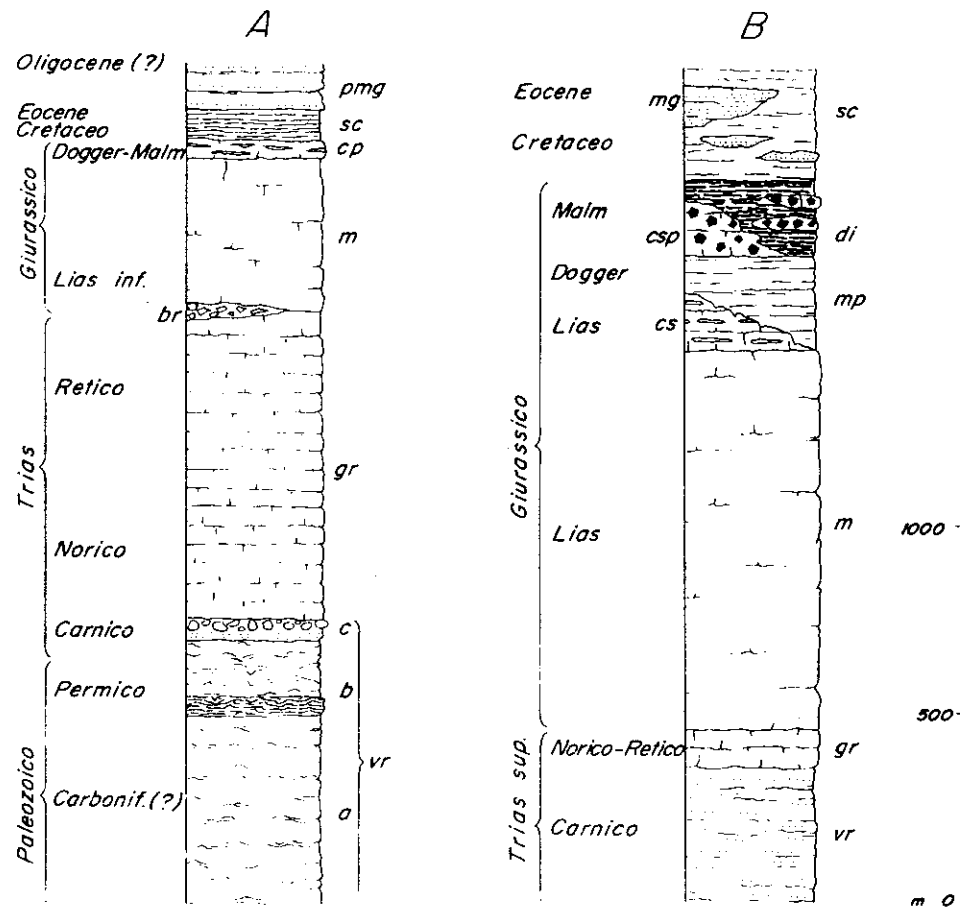 A
Oligocene (?)
pmg
Eocene
sc
Cretaceo
Dogger-Malm
cp
Giurassico
m
Lias inf.
br
Retico
Trias
gr
Norico
Carnico
c
Permico
b
vr
Paleozoico
Carbonif. (?)
a
B
Eocene
mg
sc
Cretaceo
Malm
csp
di
Dogger
mp
Lias
cs
Giurassico
Lias
m
1000
500
Norico-Retico
gr
Trias sup.
Carnico
vr
m 0